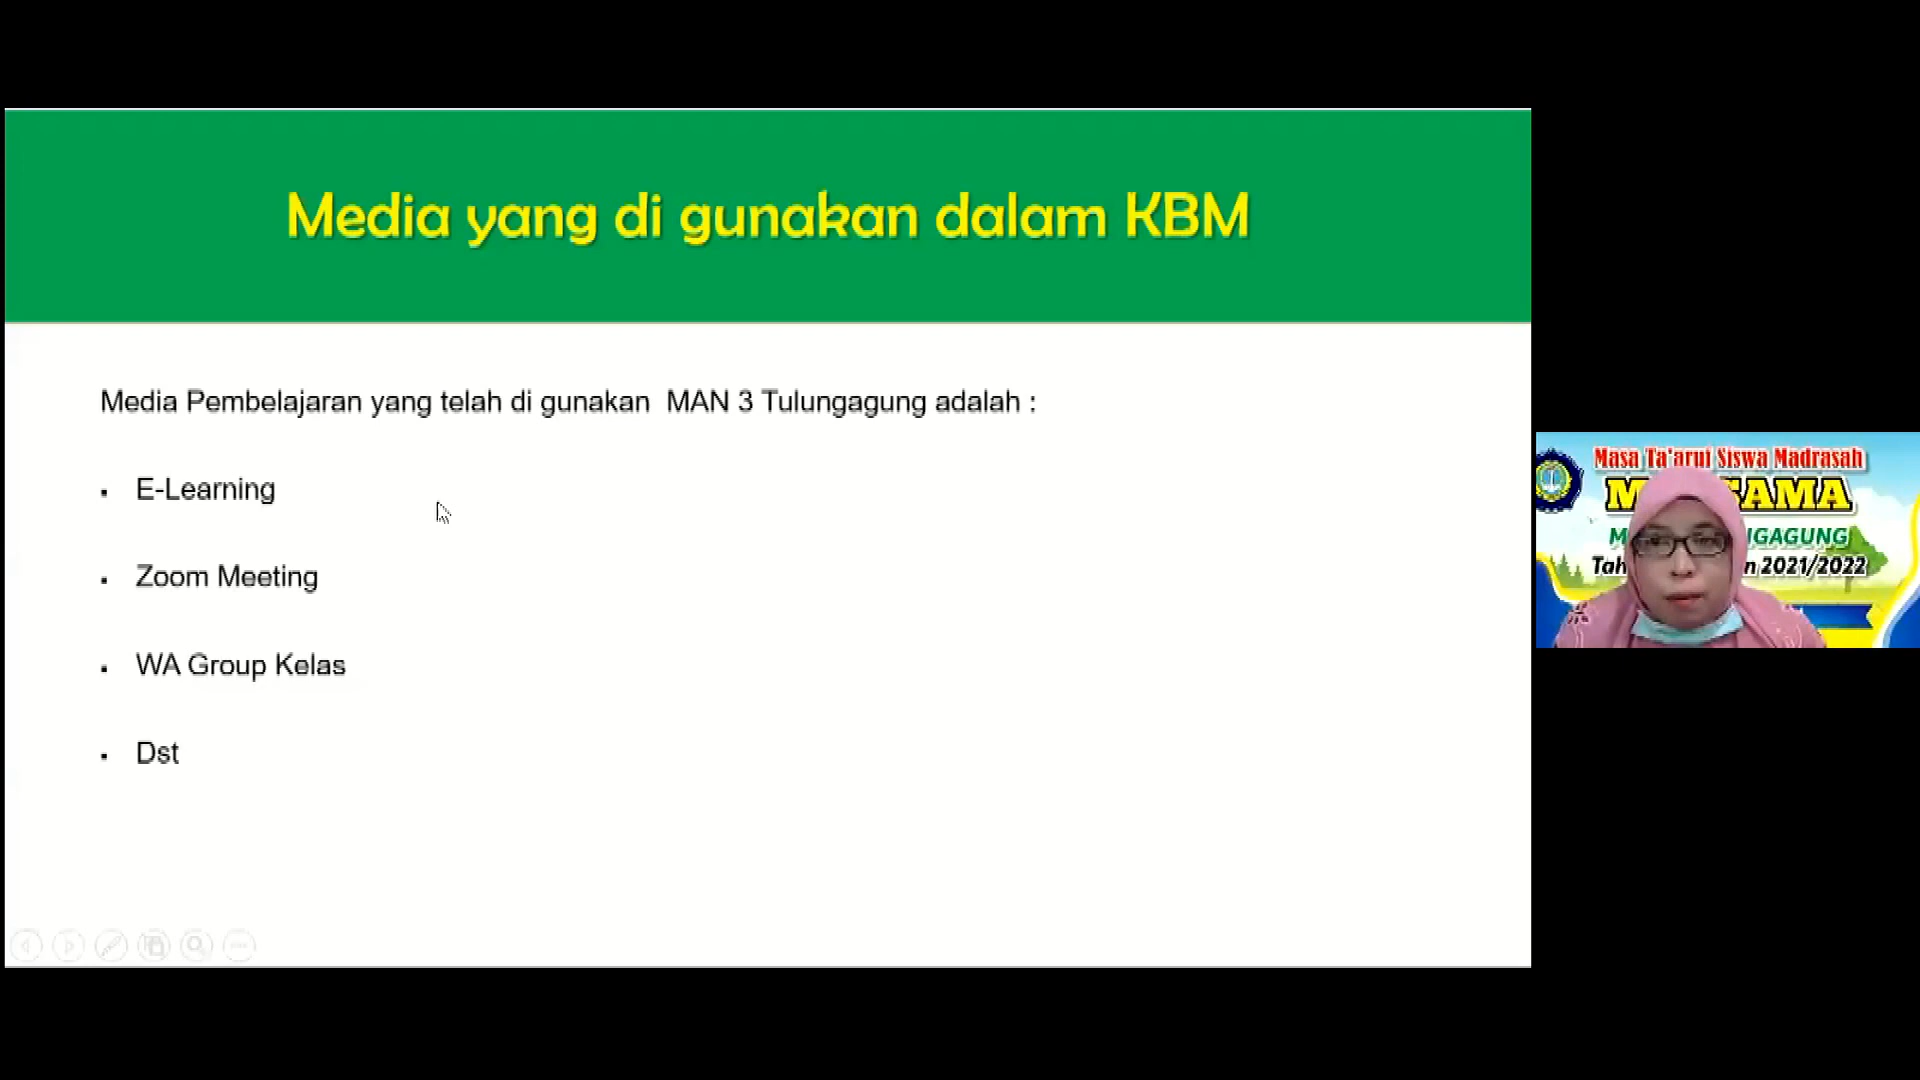 Media yang di gunakan dalam KBM
Media Pembelajaran yang telah di gunakan MAN 3 Tulungagung adalah :
E-Learning
Zoom Meeting
WA Group Kelas
Dst
Masa Ta'aruf Siswa Madrasah
2021/2022